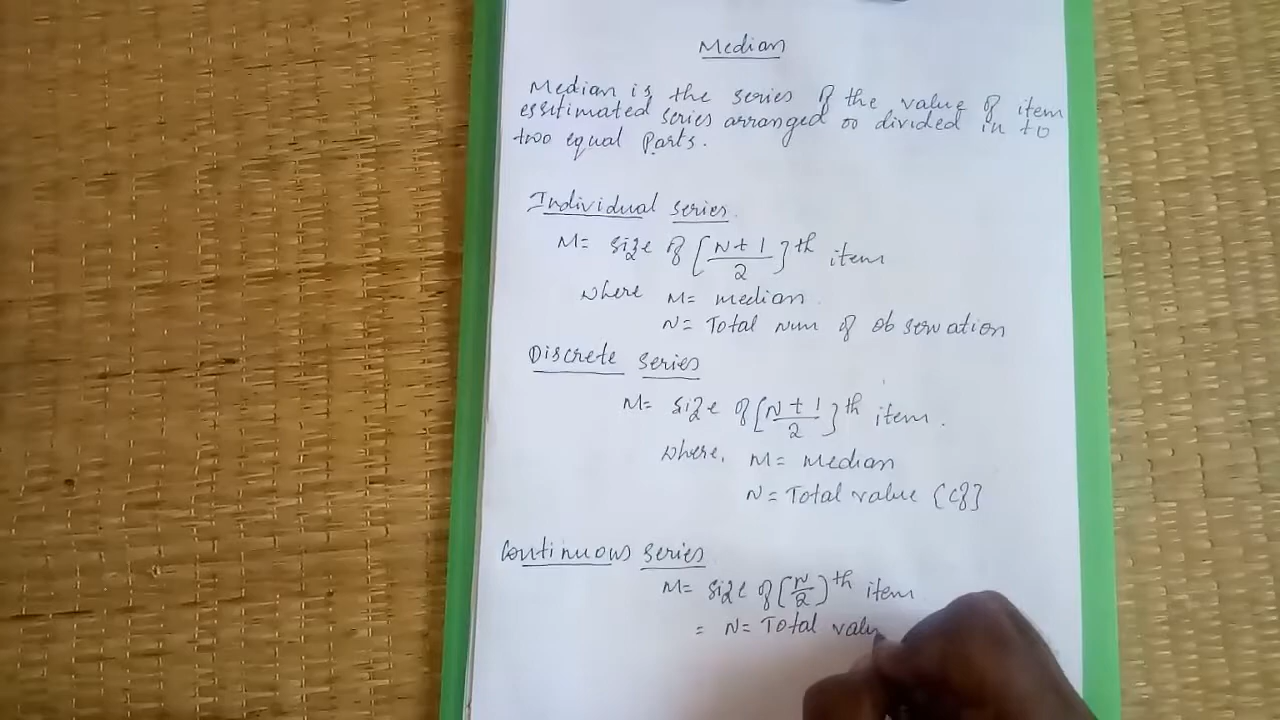 Median
Median is the series of the value of item
essitimated series arranged or divided in to
two equal Parts.
Individual series.
M= size of [N+1/2]th item
where M= median.
N= Total Num of observation
Discrete series
M= size of [N+1/2]th item.
where, M= Median
N= Total value {cf}
Continuous series
M= size of [N/2)th item
= N= Total valu